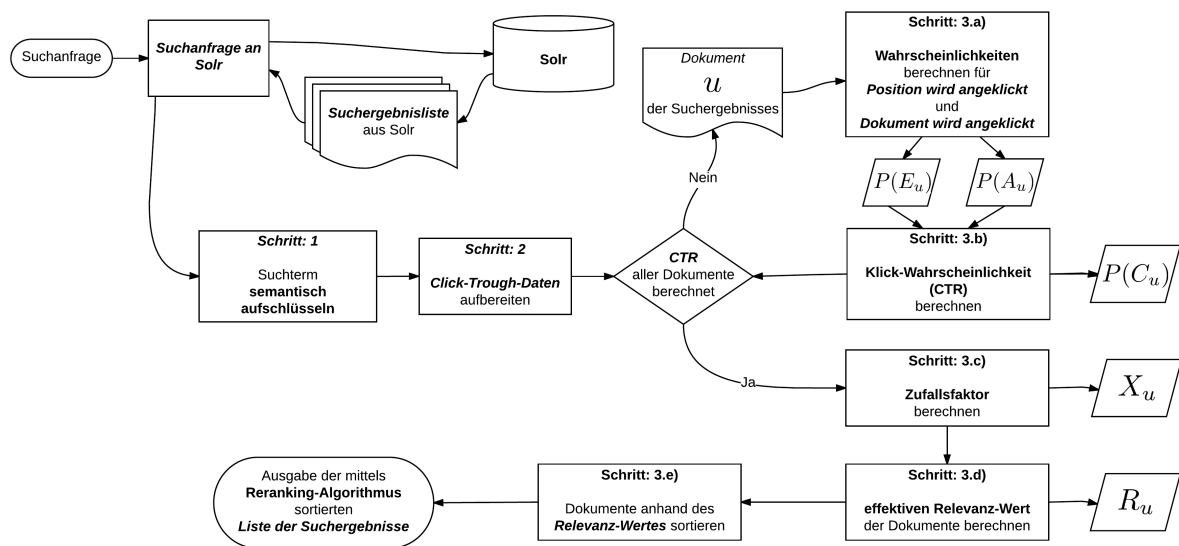 Suchanfrage
Suchanfrage an
Solr
Solr
Suchergebnisliste
aus Solr
Dokument
u
der Suchergebnisses
Schritt: 3.a)
Wahrscheinlichkeiten
berechnen für
Position wird angeklickt
und
Dokument wird angeklickt
Nein
P(E_u)
P(A_u)
Schritt: 1
Suchterm
semantisch
aufschlüsseln
Schritt: 2
Click-Trough-Daten
aufbereiten
CTR
aller Dokumente
berechnet
Schritt: 3.b)
Klick-Wahrscheinlichkeit
(CTR)
berechnen
P(C_u)
Ja
Schritt: 3.c)
Zufallsfaktor
berechnen
X_u
Ausgabe der mittels
Reranking-Algorithmus
sortierten
Liste der Suchergebnisse
Schritt: 3.e)
Dokumente anhand des
Relevanz-Wertes sortieren
Schritt: 3.d)
effektiven Relevanz-Wert
der Dokumente berechnen
R_u